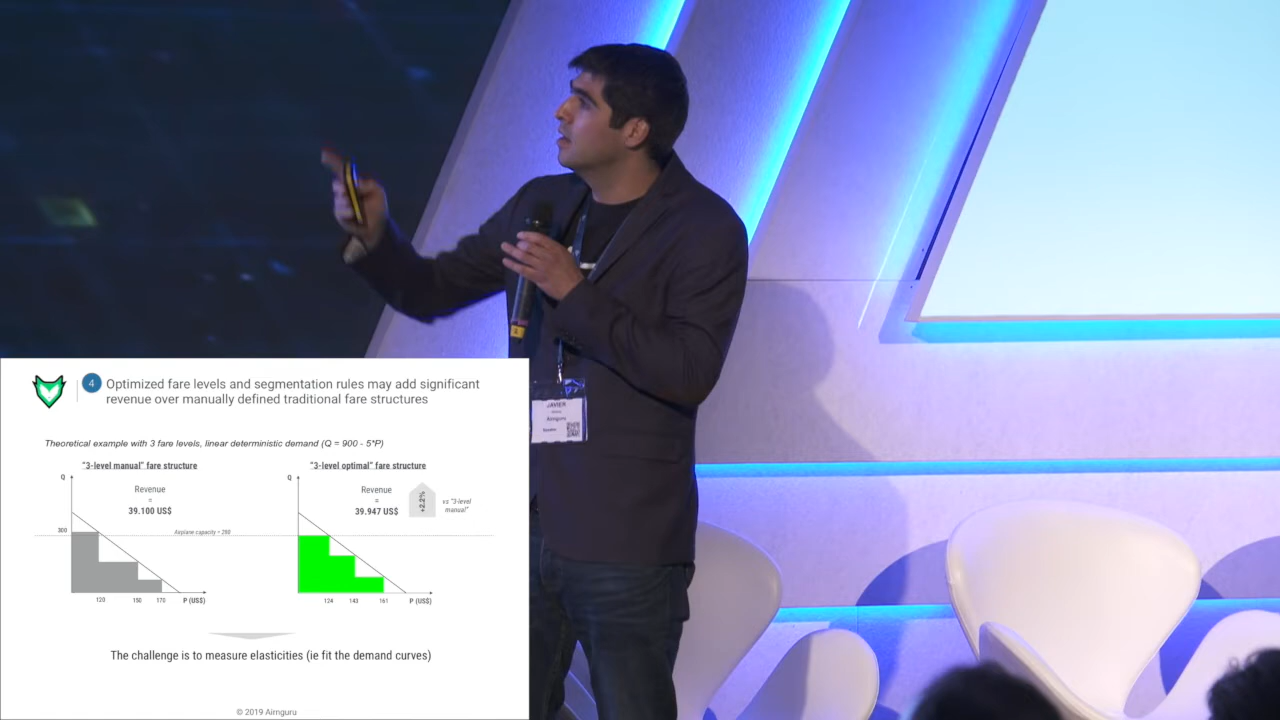 4
Optimized fare levels and segmentation rules may add significant
revenue over manually defined traditional fare structures
Theoretical example with 3 fare levels, linear deterministic demand (Q = 900 - 5*P)
"3-level manual" fare structure
Q
Revenue
=
39.100 US$
300
120
150
170
P (US$)
Airplane capacity = 280
"3-level optimal" fare structure
Q
Revenue
=
39.947 US$
+2.2%
vs "3-level
manual"
124
143
161
P (US$)
The challenge is to measure elasticities (ie fit the demand curves)
© 2019 Airnguru
JAVIER
Airnguru